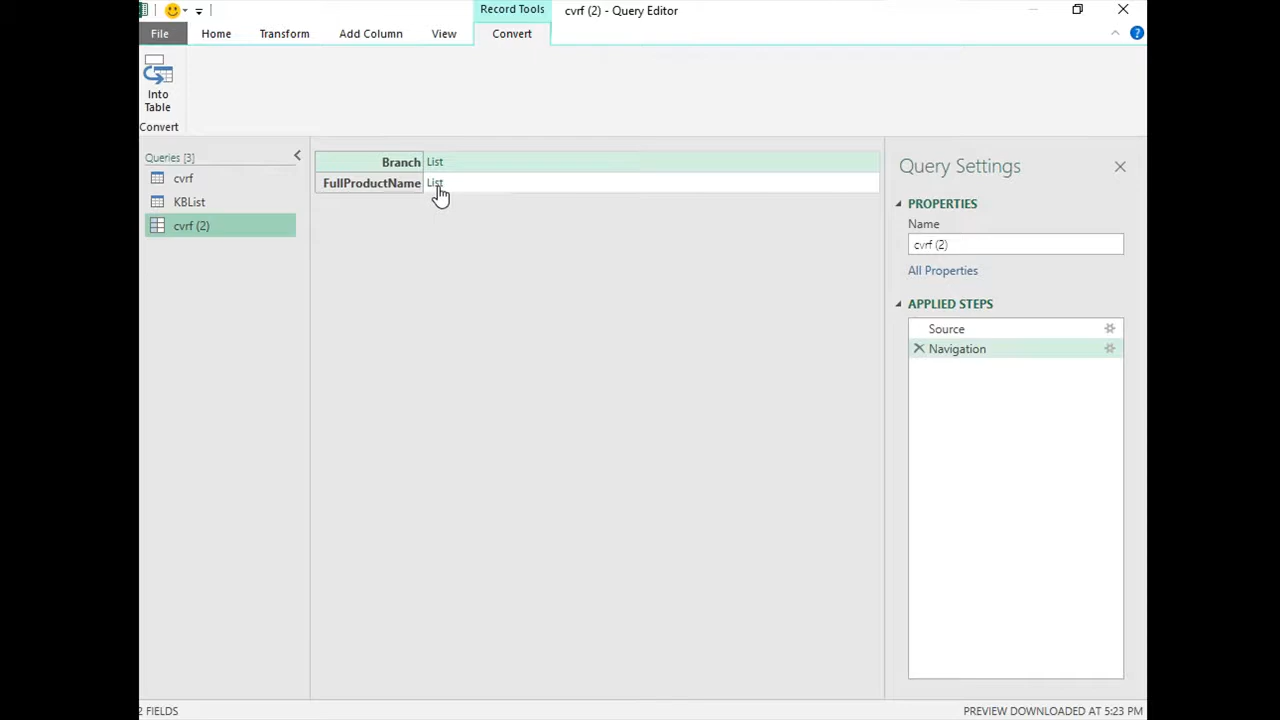 Record Tools
cvrf (2) - Query Editor
File
Home
Transform
Add Column
View
Convert
Into
Table
Convert
Queries [3]
cvrf
KBList
cvrf (2)
Branch List
FullProductName List
Query Settings
PROPERTIES
Name
cvrf (2)
All Properties
APPLIED STEPS
Source
Navigation
2 FIELDS
PREVIEW DOWNLOADED AT 5:23 PM